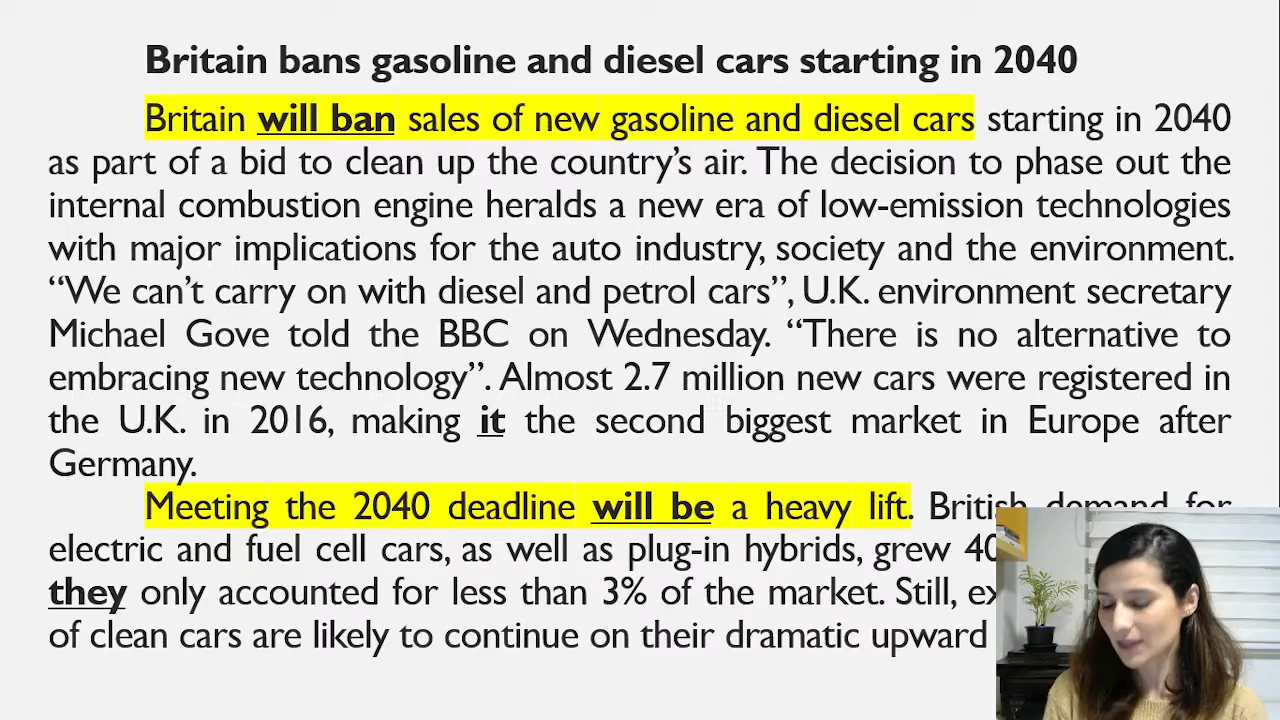 Britain bans gasoline and diesel cars starting in 2040
Britain will ban sales of new gasoline and diesel cars starting in 2040
as part of a bid to clean up the country’s air. The decision to phase out the
internal combustion engine heralds a new era of low-emission technologies
with major implications for the auto industry, society and the environment.
“We can’t carry on with diesel and petrol cars”, U.K. environment secretary
Michael Gove told the BBC on Wednesday. “There is no alternative to
embracing new technology”. Almost 2.7 million new cars were registered in
the U.K. in 2016, making it the second biggest market in Europe after
Germany.
Meeting the 2040 deadline will be a heavy lift. British demand for
electric and fuel cell cars, as well as plug-in hybrids, grew
they only accounted for less than 3% of the market. Still,
of clean cars are likely to continue on their dramatic upward